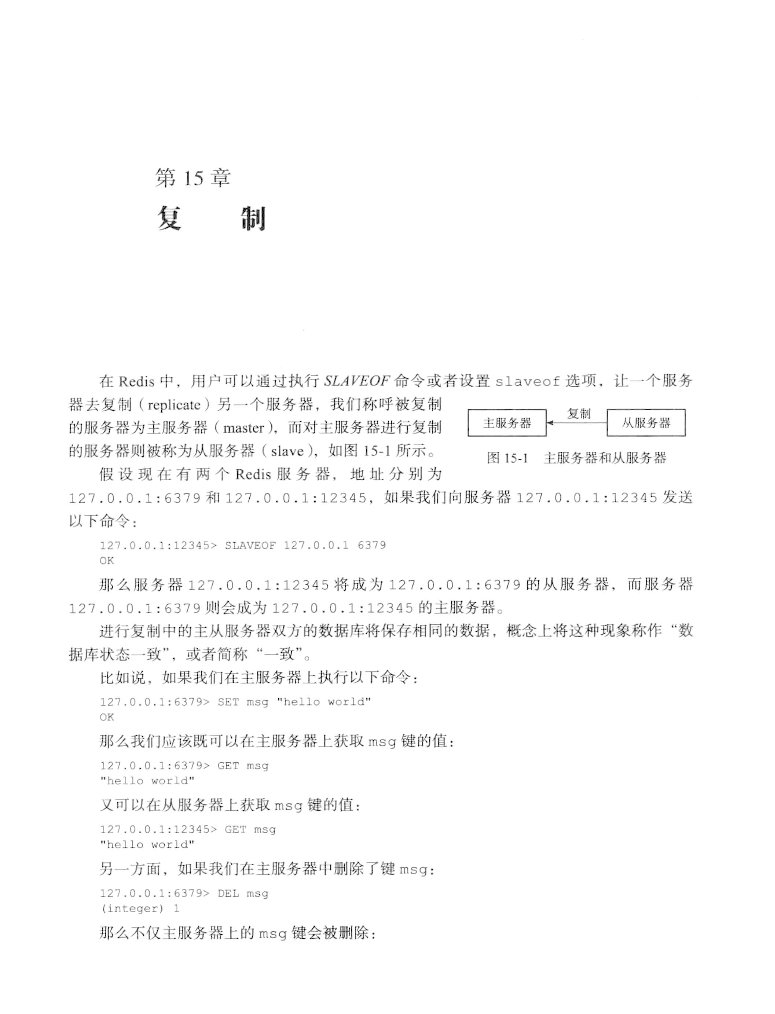 第 15 章
复 制
在 Redis 中，用户可以通过执行 SLAVEOF 命令或者设置 slaveof 选项，让一个服务
器去复制（replicate）另一个服务器，我们称呼被复制
的服务器为主服务器（master），而对主服务器进行复制
的服务器则被称为从服务器（slave），如图 15-1 所示。
主服务器
复制
从服务器
图 15-1 主服务器和从服务器
假设现在有两个 Redis 服务器，地址分别为
127.0.0.1:6379 和 127.0.0.1:12345，如果我们向服务器 127.0.0.1:12345 发送
以下命令：
127.0.0.1:12345> SLAVEOF 127.0.0.1 6379
OK
那么服务器 127.0.0.1:12345 将成为 127.0.0.1:6379 的从服务器，而服务器
127.0.0.1:6379 则会成为 127.0.0.1:12345 的主服务器。
进行复制中的主从服务器双方的数据库将保存相同的数据，概念上将这种现象称作“数
据库状态一致”，或者简称“一致”。
比如说，如果我们在主服务器上执行以下命令：
127.0.0.1:6379> SET msg "hello world"
OK
那么我们应该既可以在主服务器上获取 msg 键的值：
127.0.0.1:6379> GET msg
"hello world"
又可以在从服务器上获取 msg 键的值：
127.0.0.1:12345> GET msg
"hello world"
另一方面，如果我们在主服务器中删除了键 msg：
127.0.0.1:6379> DEL msg
(integer) 1
那么不仅主服务器上的 msg 键会被删除：